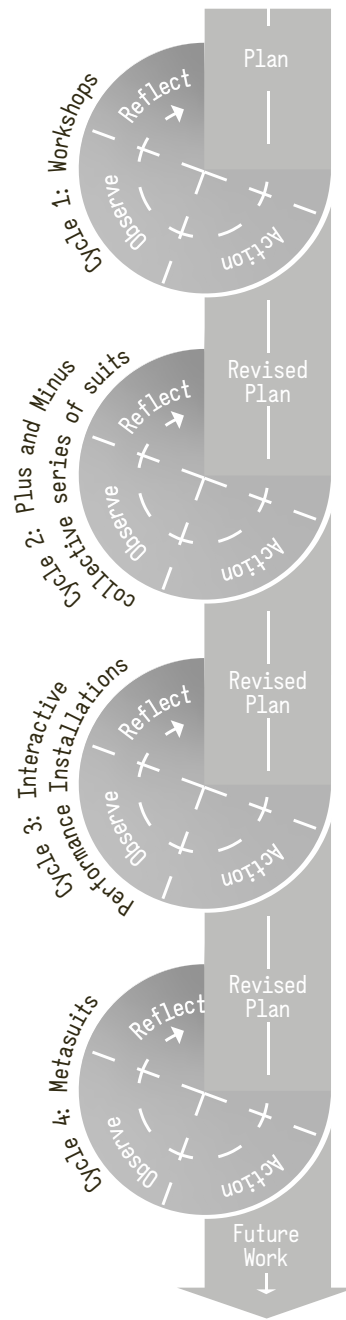 Plan
Action
Observe
Reflect
Cycle 1: Workshops
Revised
Plan
Action
Observe
Reflect
Cycle 2: Plus and Minus
collective series of suits
Revised
Plan
Action
Observe
Reflect
Cycle 3: Interactive
Performance Installations
Revised
Plan
Action
Observe
Reflect
Cycle 4: Metasuits
Future
Work